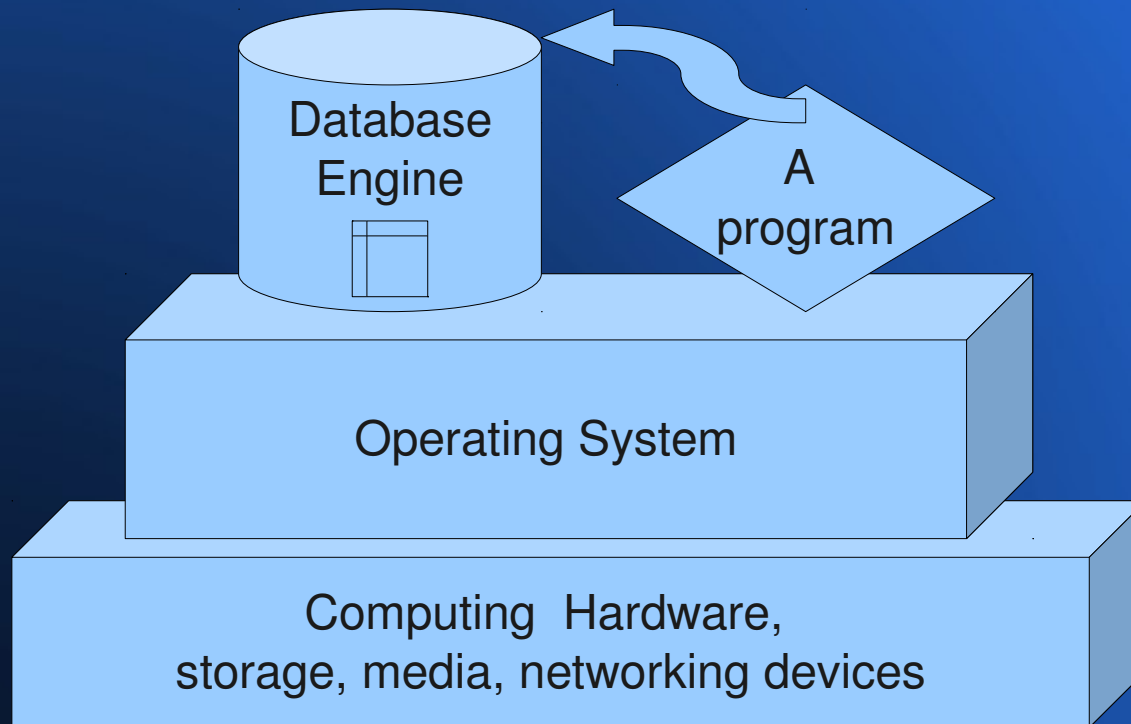 Database
Engine
A
program
Operating System
Computing  Hardware,
storage, media, networking devices